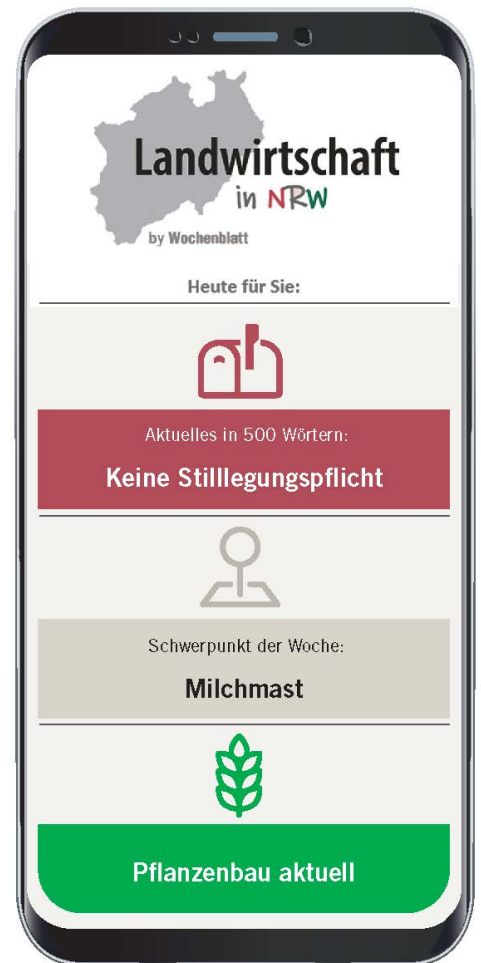 Landwirtschaft
in NRW
by Wochenblatt
Heute für Sie:
Aktuelles in 500 Wörtern:
Keine Stilllegungspflicht
Schwerpunkt der Woche:
Milchmast
Pflanzenbau aktuell